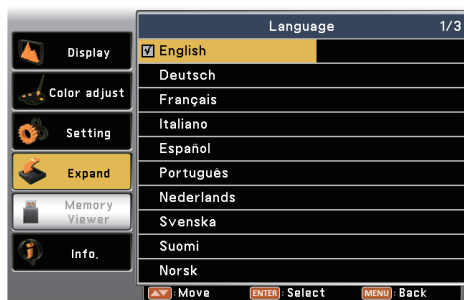 Language 1/3
Display
Color adjust
Setting
Expand
Memory
Viewer
Info.
English
Deutsch
Français
Italiano
Español
Português
Nederlands
Svenska
Suomi
Norsk
▲▼ : Move ENTER : Select MENU : Back